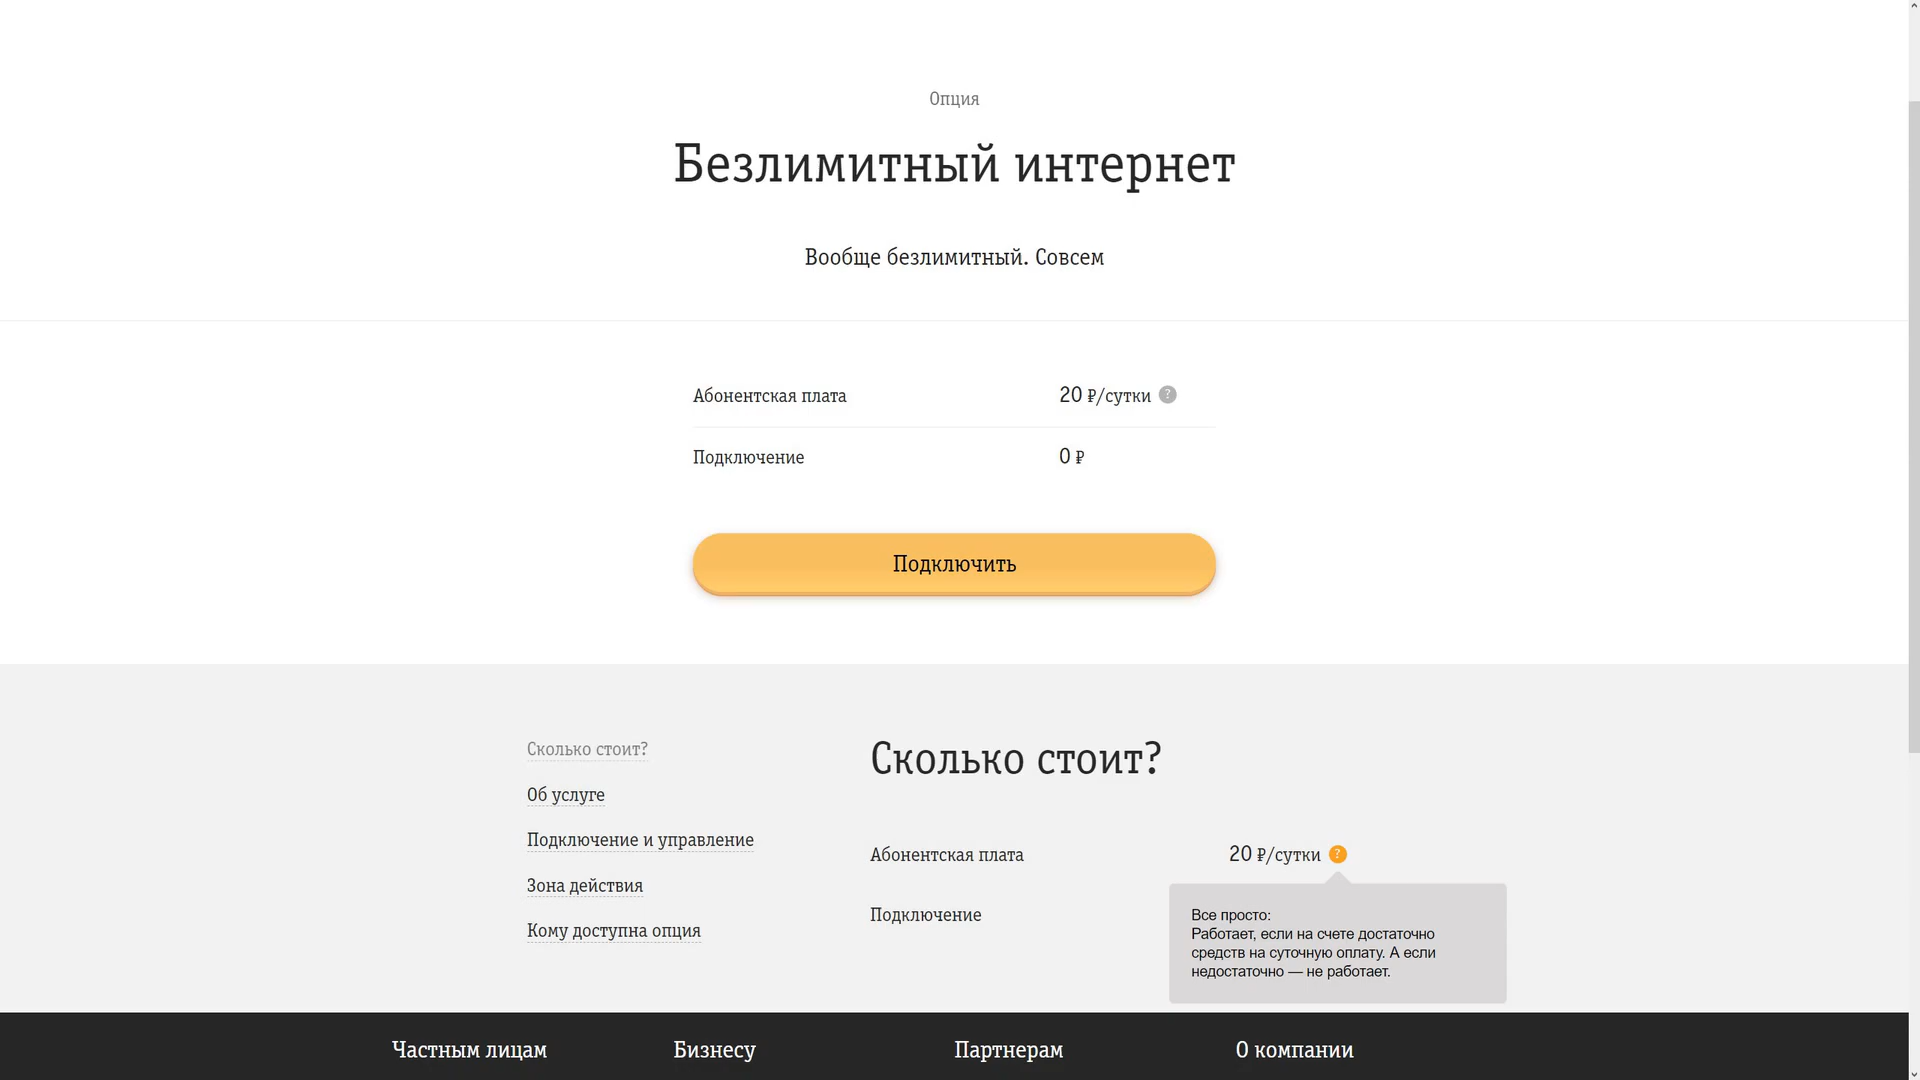 Опция
Безлимитный интернет
Вообще безлимитный. Совсем
Абонентская плата 20 ₽/сутки ?
Подключение 0 ₽
Подключить
Сколько стоит?
Об услуге
Подключение и управление
Зона действия
Кому доступна опция
Сколько стоит?
Абонентская плата 20 ₽/сутки ?
Подключение
Все просто:
Работает, если на счете достаточно
средств на суточную оплату. А если
недостаточно — не работает.
Частным лицам Бизнесу Партнерам О компании